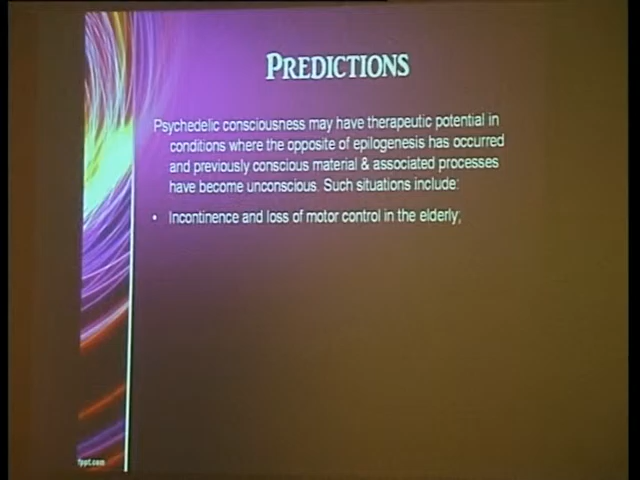 PREDICTIONS
Psychedelic consciousness may have therapeutic potential in
conditions where the opposite of epilogenesis has occurred
and previously conscious material & associated processes
have become unconscious. Such situations include:
• Incontinence and loss of motor control in the elderly;
fppt.com